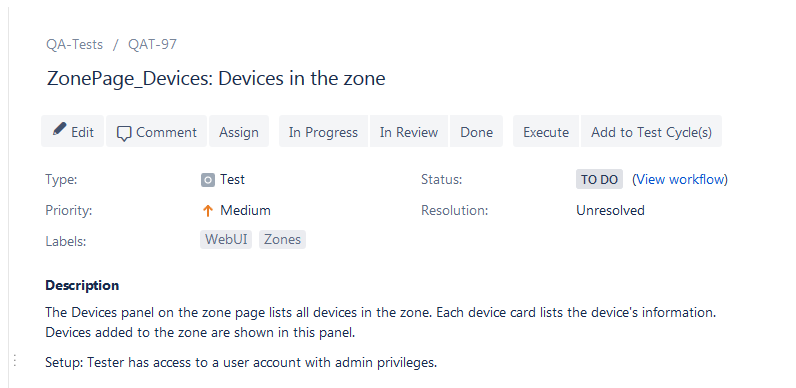 QA-Tests / QAT-97
ZonePage_Devices: Devices in the zone
Edit Comment Assign In Progress In Review Done Execute Add to Test Cycle(s)
Type: Test Status: TO DO (View workflow)
Priority: Medium Resolution: Unresolved
Labels: WebUI Zones
Description
The Devices panel on the zone page lists all devices in the zone. Each device card lists the device's information.
Devices added to the zone are shown in this panel.
Setup: Tester has access to a user account with admin privileges.